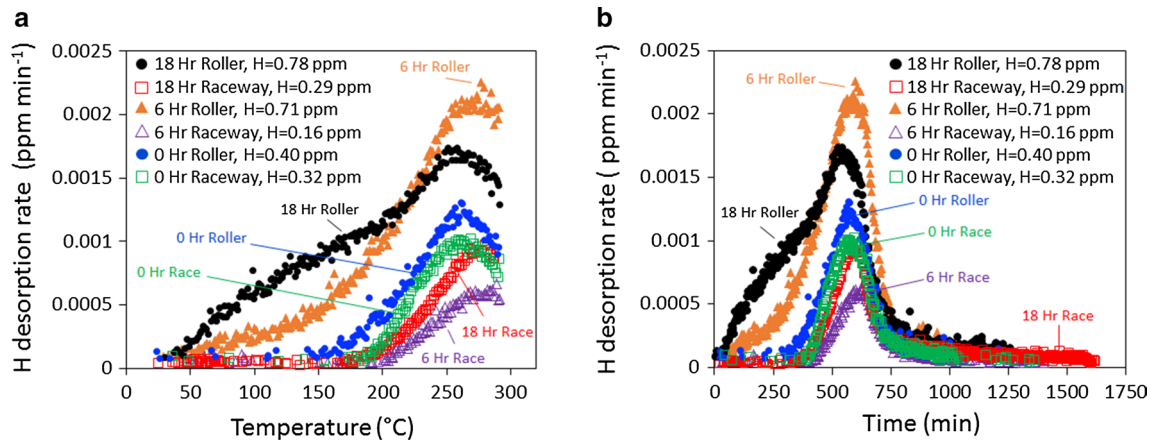 a
H desorption rate (ppm min-1)
0.0025
0.002
0.0015
0.001
0.0005
0
18 Hr Roller, H=0.78 ppm
18 Hr Raceway, H=0.29 ppm
6 Hr Roller, H=0.71 ppm
6 Hr Raceway, H=0.16 ppm
0 Hr Roller, H=0.40 ppm
0 Hr Raceway, H=0.32 ppm
6 Hr Roller
18 Hr Roller
0 Hr Roller
0 Hr Race
18 Hr Race
6 Hr Race
0 50 100 150 200 250 300
Temperature (°C)
b
H desorption rate ( ppm min-1)
0.0025
0.002
0.0015
0.001
0.0005
0
18 Hr Roller, H=0.78 ppm
18 Hr Raceway, H=0.29 ppm
6 Hr Roller, H=0.71 ppm
6 Hr Raceway, H=0.16 ppm
0 Hr Roller, H=0.40 ppm
0 Hr Raceway, H=0.32 ppm
6 Hr Roller
18 Hr Roller
0 Hr Roller
0 Hr Race
6 Hr Race
18 Hr Race
0 250 500 750 1000 1250 1500 1750
Time (min)